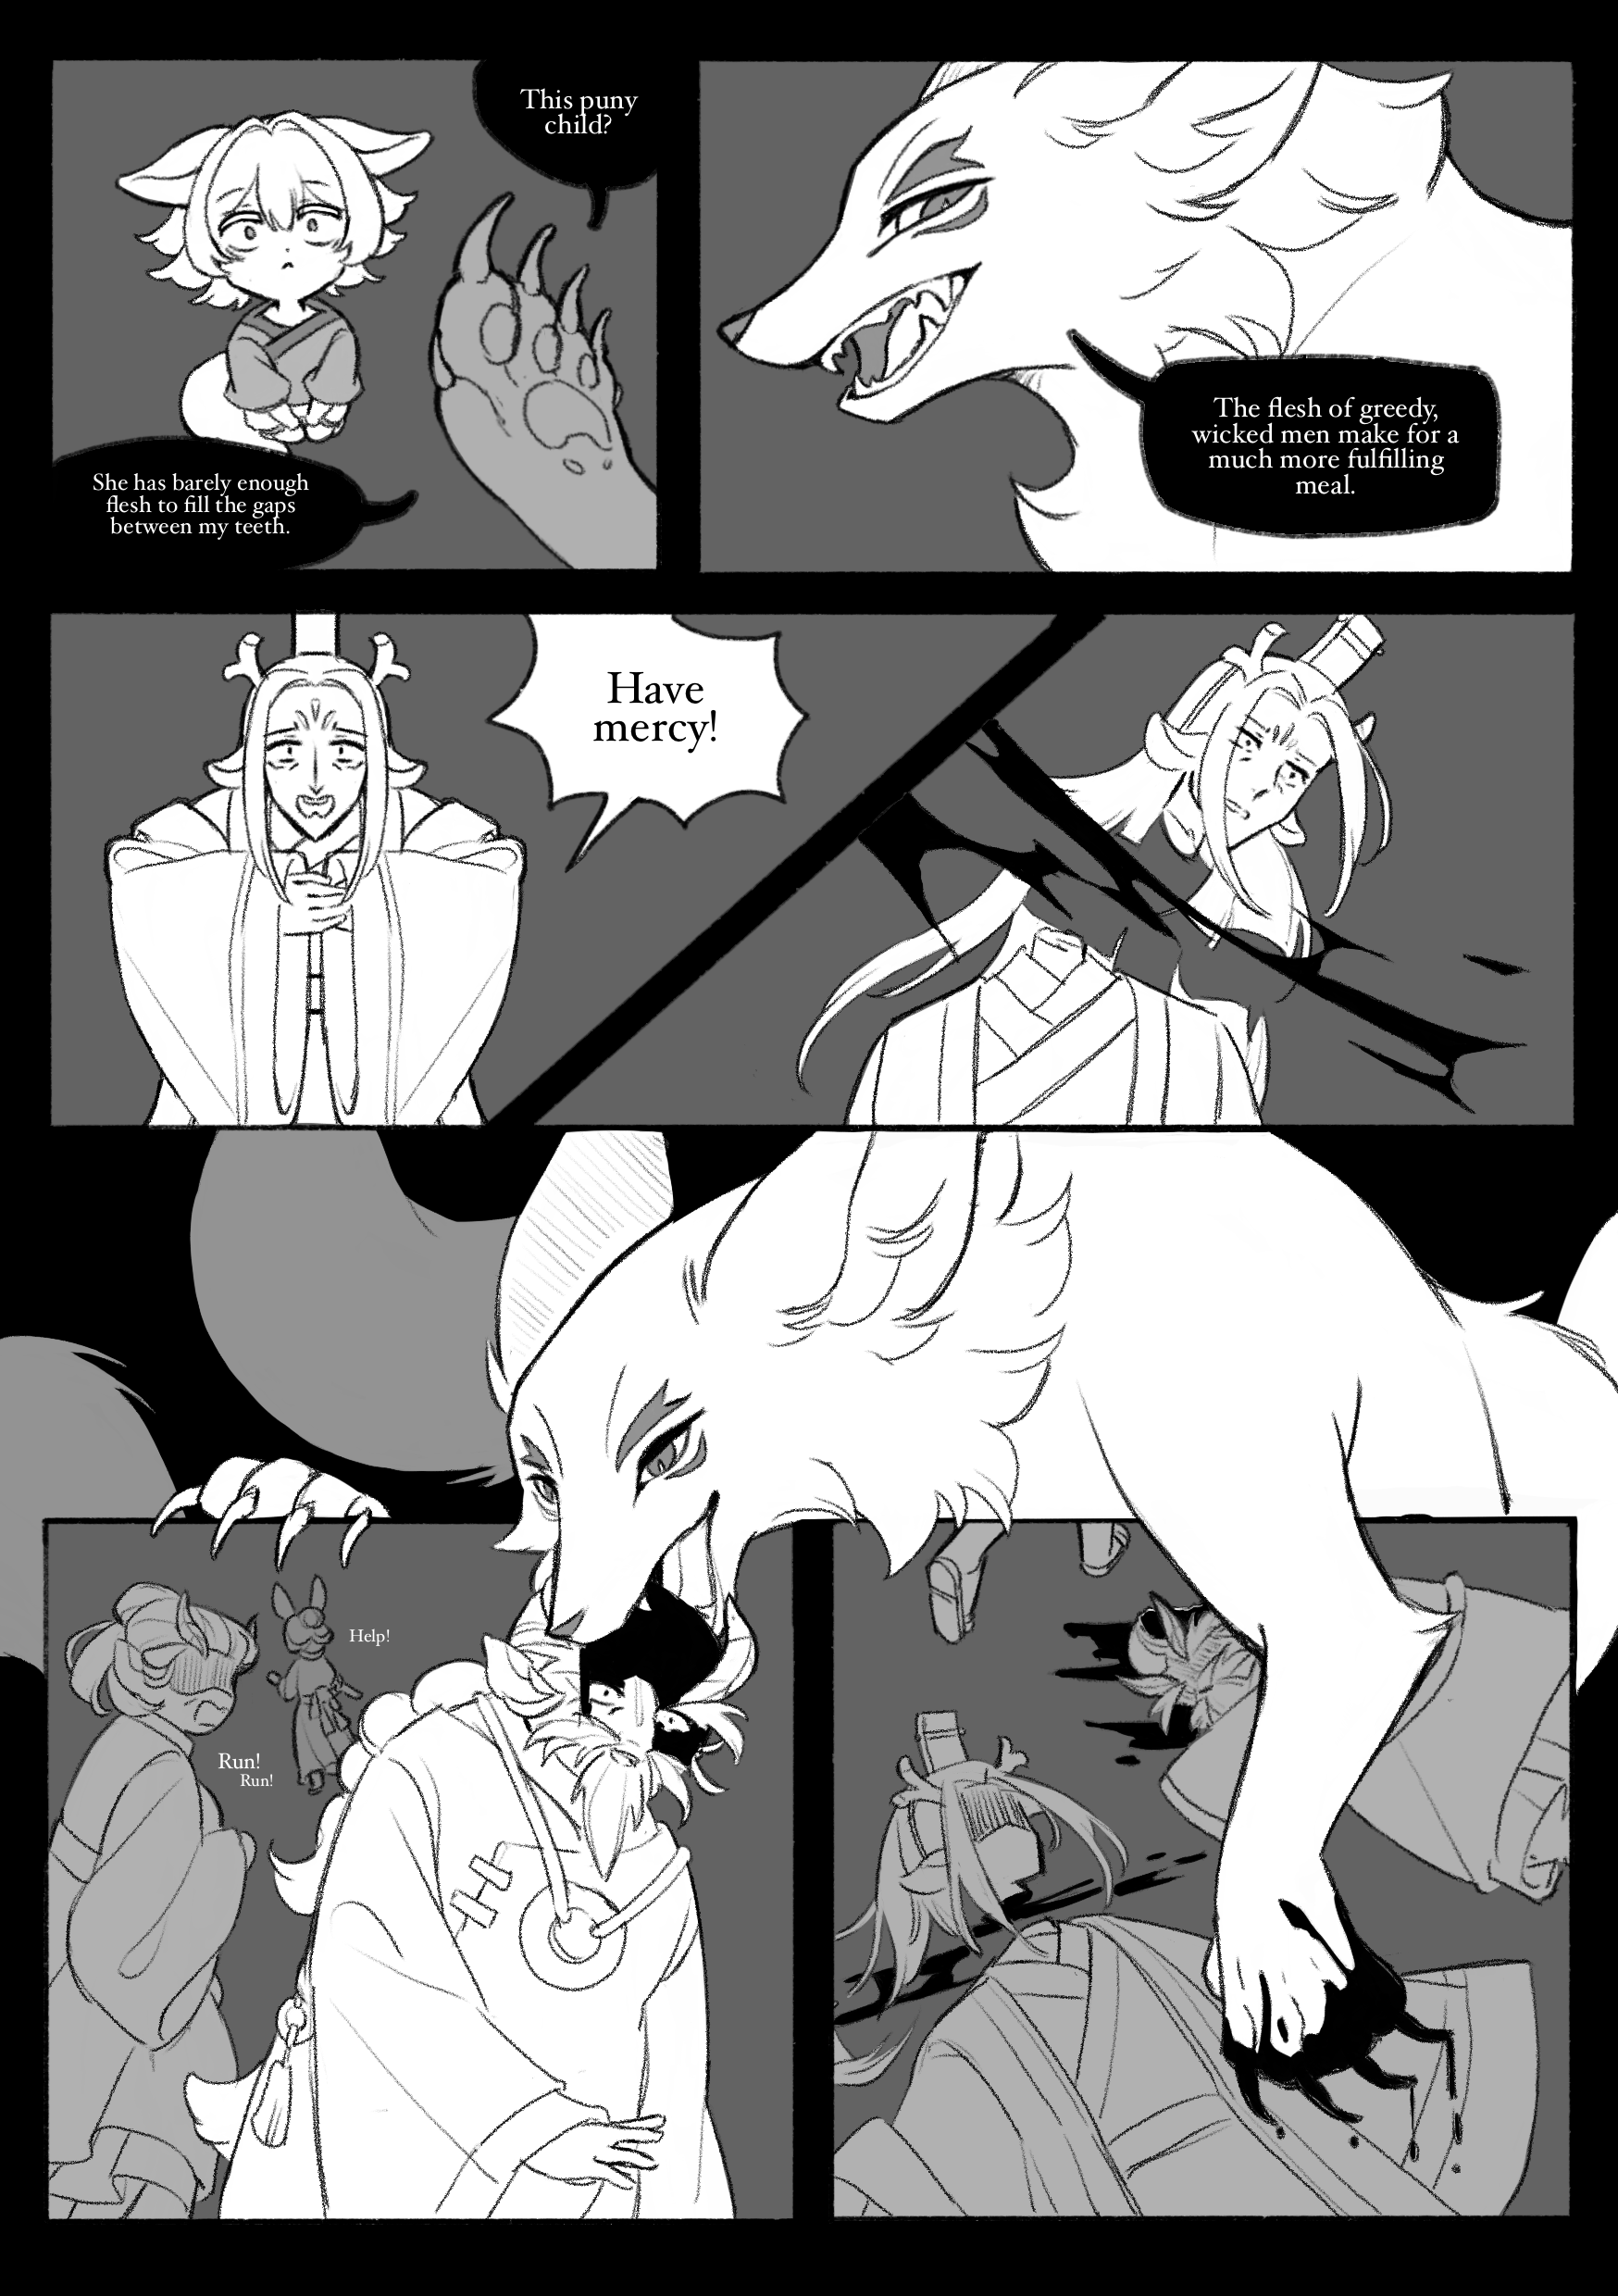 This puny
child?
She has barely enough
flesh to fill the gaps
between my teeth.
The flesh of greedy,
wicked men make for a
much more fulfilling
meal.
Have
mercy!
Help!
Run!
Run!